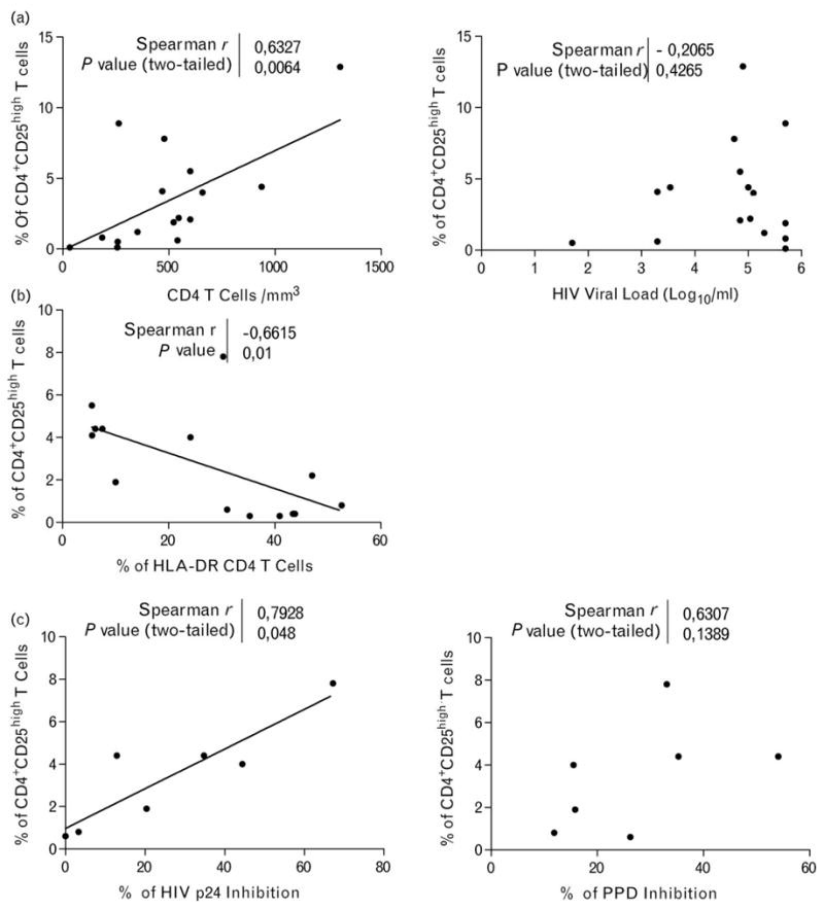 (a)
Spearman r 0,6327
P value (two-tailed) 0,0064
% Of CD4+CD25high T cells
15
10
5
0
0 500 1000 1500
CD4 T Cells /mm3
Spearman r - 0,2065
P value (two-tailed) 0,4265
% of CD4+CD25high T cells
15
10
5
0
0 1 2 3 4 5 6
HIV Viral Load (Log10/ml)
(b)
Spearman r -0,6615
P value 0,01
% of CD4+CD25high T cells
10
8
6
4
2
0
0 20 40 60
% of HLA-DR CD4 T Cells
(c)
Spearman r 0,7928
P value (two-tailed) 0,048
% of CD4+CD25high T Cells
10
8
6
4
2
0
0 20 40 60 80
% of HIV p24 Inhibition
Spearman r 0,6307
P value (two-tailed) 0,1389
% of CD4+CD25high T cells
10
8
6
4
2
0
0 20 40 60
% of PPD Inhibition